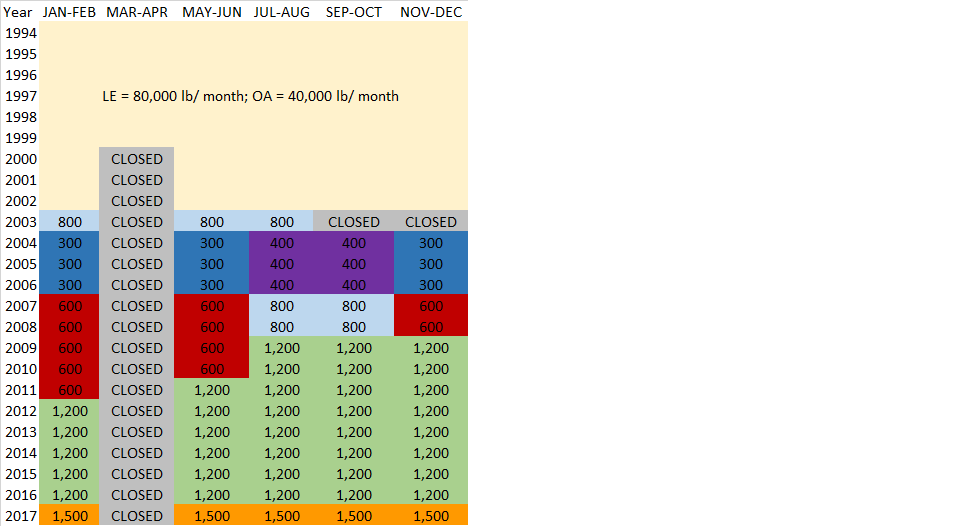 Year JAN-FEB MAR-APR MAY-JUN JUL-AUG SEP-OCT NOV-DEC
1994
1995
1996
1997 LE = 80,000 lb/ month; OA = 40,000 lb/ month
1998
1999
2000 CLOSED
2001 CLOSED
2002 CLOSED
2003 800 CLOSED 800 800 CLOSED CLOSED
2004 300 CLOSED 300 400 400 300
2005 300 CLOSED 300 400 400 300
2006 300 CLOSED 300 400 400 300
2007 600 CLOSED 600 800 800 600
2008 600 CLOSED 600 800 800 600
2009 600 CLOSED 600 1,200 1,200 1,200
2010 600 CLOSED 600 1,200 1,200 1,200
2011 600 CLOSED 1,200 1,200 1,200 1,200
2012 1,200 CLOSED 1,200 1,200 1,200 1,200
2013 1,200 CLOSED 1,200 1,200 1,200 1,200
2014 1,200 CLOSED 1,200 1,200 1,200 1,200
2015 1,200 CLOSED 1,200 1,200 1,200 1,200
2016 1,200 CLOSED 1,200 1,200 1,200 1,200
2017 1,500 CLOSED 1,500 1,500 1,500 1,500